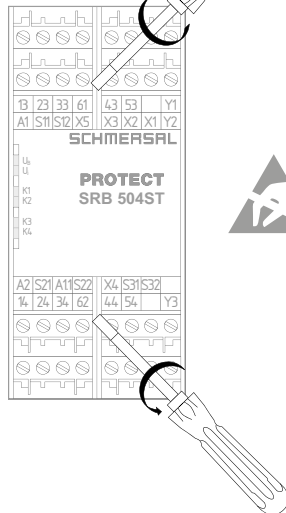 13 23 33 61 43 53 Y1
A1 S11 S12 X5 X3 X2 X1 Y2
SCHMERSAL
UB
Ui
PROTECT
SRB 504ST
K1
K2
K3
K4
A2 S21 A1.1 S22 X4 S31 S32
14 24 34 62 44 54 Y3